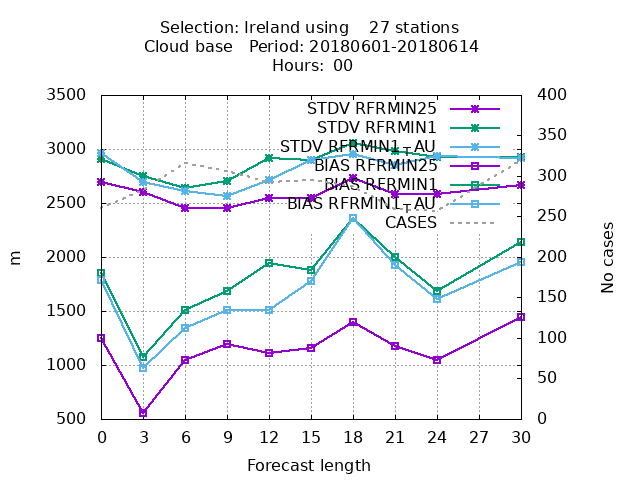 Selection: Ireland using 27 stations
Cloud base Period: 20180601-20180614
Hours: 00
3500
3000
2500
2000
1500
1000
500
m
400
350
300
250
200
150
100
50
0
No cases
STDV RFRMIN25
STDV RFRMIN1
STDV RFRMIN1_AU
BIAS RFRMIN25
BIAS RFRMIN1
BIAS RFRMIN1_AU
CASES
0 3 6 9 12 15 18 21 24 27 30
Forecast length